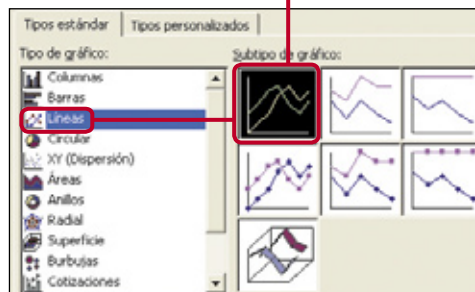 Tipos estándar Tipos personalizados
Tipo de gráfico:
Subtipo de gráfico:
Columnas
Barras
Líneas
Circular
XY (Dispersión)
Áreas
Anillos
Radial
Superficie
Burbujas
Cotizaciones